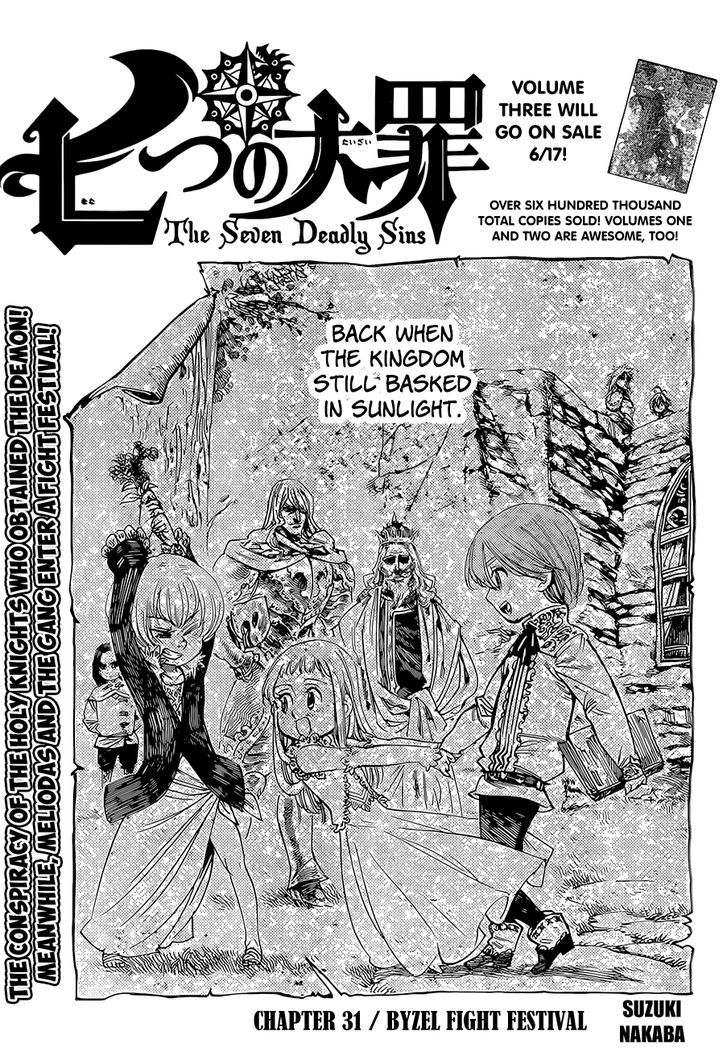 七つの大罪
なな
たいざい
The Seven Deadly Sins
VOLUME
THREE WILL
GO ON SALE
6/17!
OVER SIX HUNDRED THOUSAND
TOTAL COPIES SOLD! VOLUMES ONE
AND TWO ARE AWESOME, TOO!
THE CONSPIRACY OF THE HOLY KNIGHTS WHO OBTAINED THE DEMON!
MEANWHILE, MELIODAS AND THE GANG ENTER A FIGHT FESTIVAL!
BACK WHEN
THE KINGDOM
STILL BASKED
IN SUNLIGHT.
CHAPTER 31 / BYZEL FIGHT FESTIVAL
SUZUKI
NAKABA